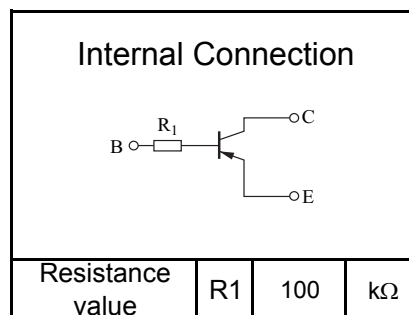 Internal Connection
C
R1
B
E
Resistance value R1 100 kΩ